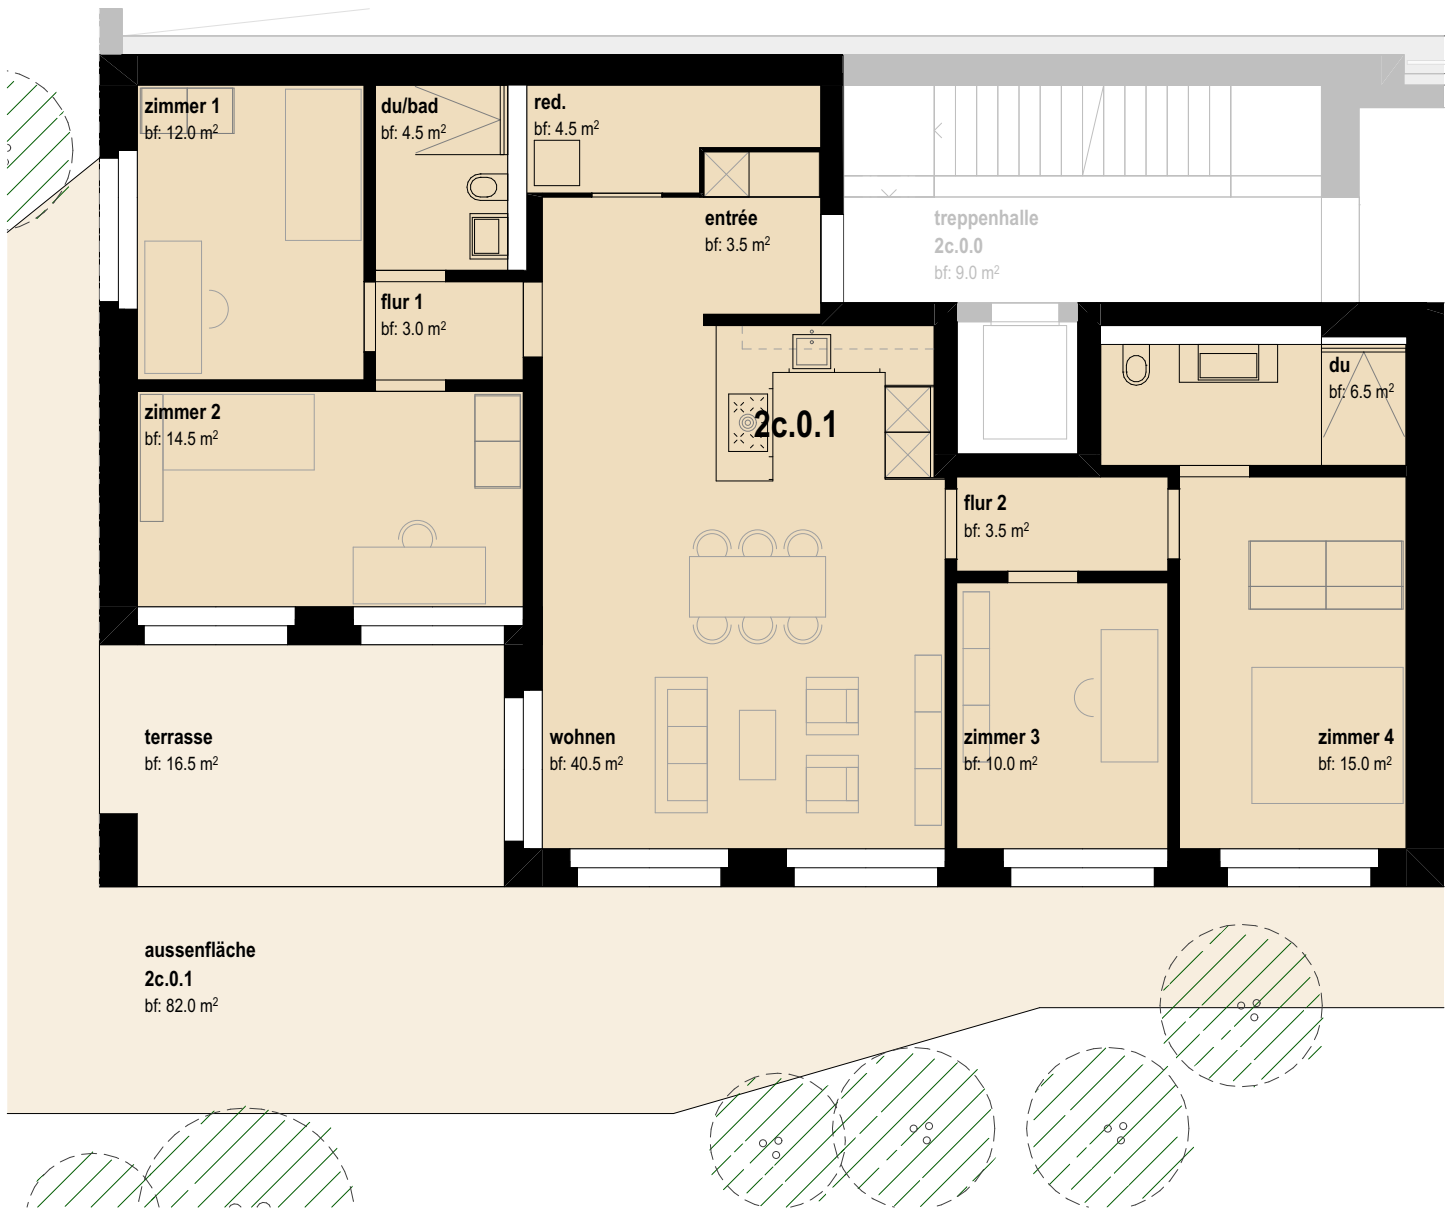 zimmer 1
bf: 12.0 m²
du/bad
bf: 4.5 m²
red.
bf: 4.5 m²
entrée
bf: 3.5 m²
treppenhalle
2c.0.0
bf: 9.0 m²
flur 1
bf: 3.0 m²
du
bf: 6.5 m²
zimmer 2
bf: 14.5 m²
2c.0.1
flur 2
bf: 3.5 m²
terrasse
bf: 16.5 m²
wohnen
bf: 40.5 m²
zimmer 3
bf: 10.0 m²
zimmer 4
bf: 15.0 m²
aussenfläche
2c.0.1
bf: 82.0 m²